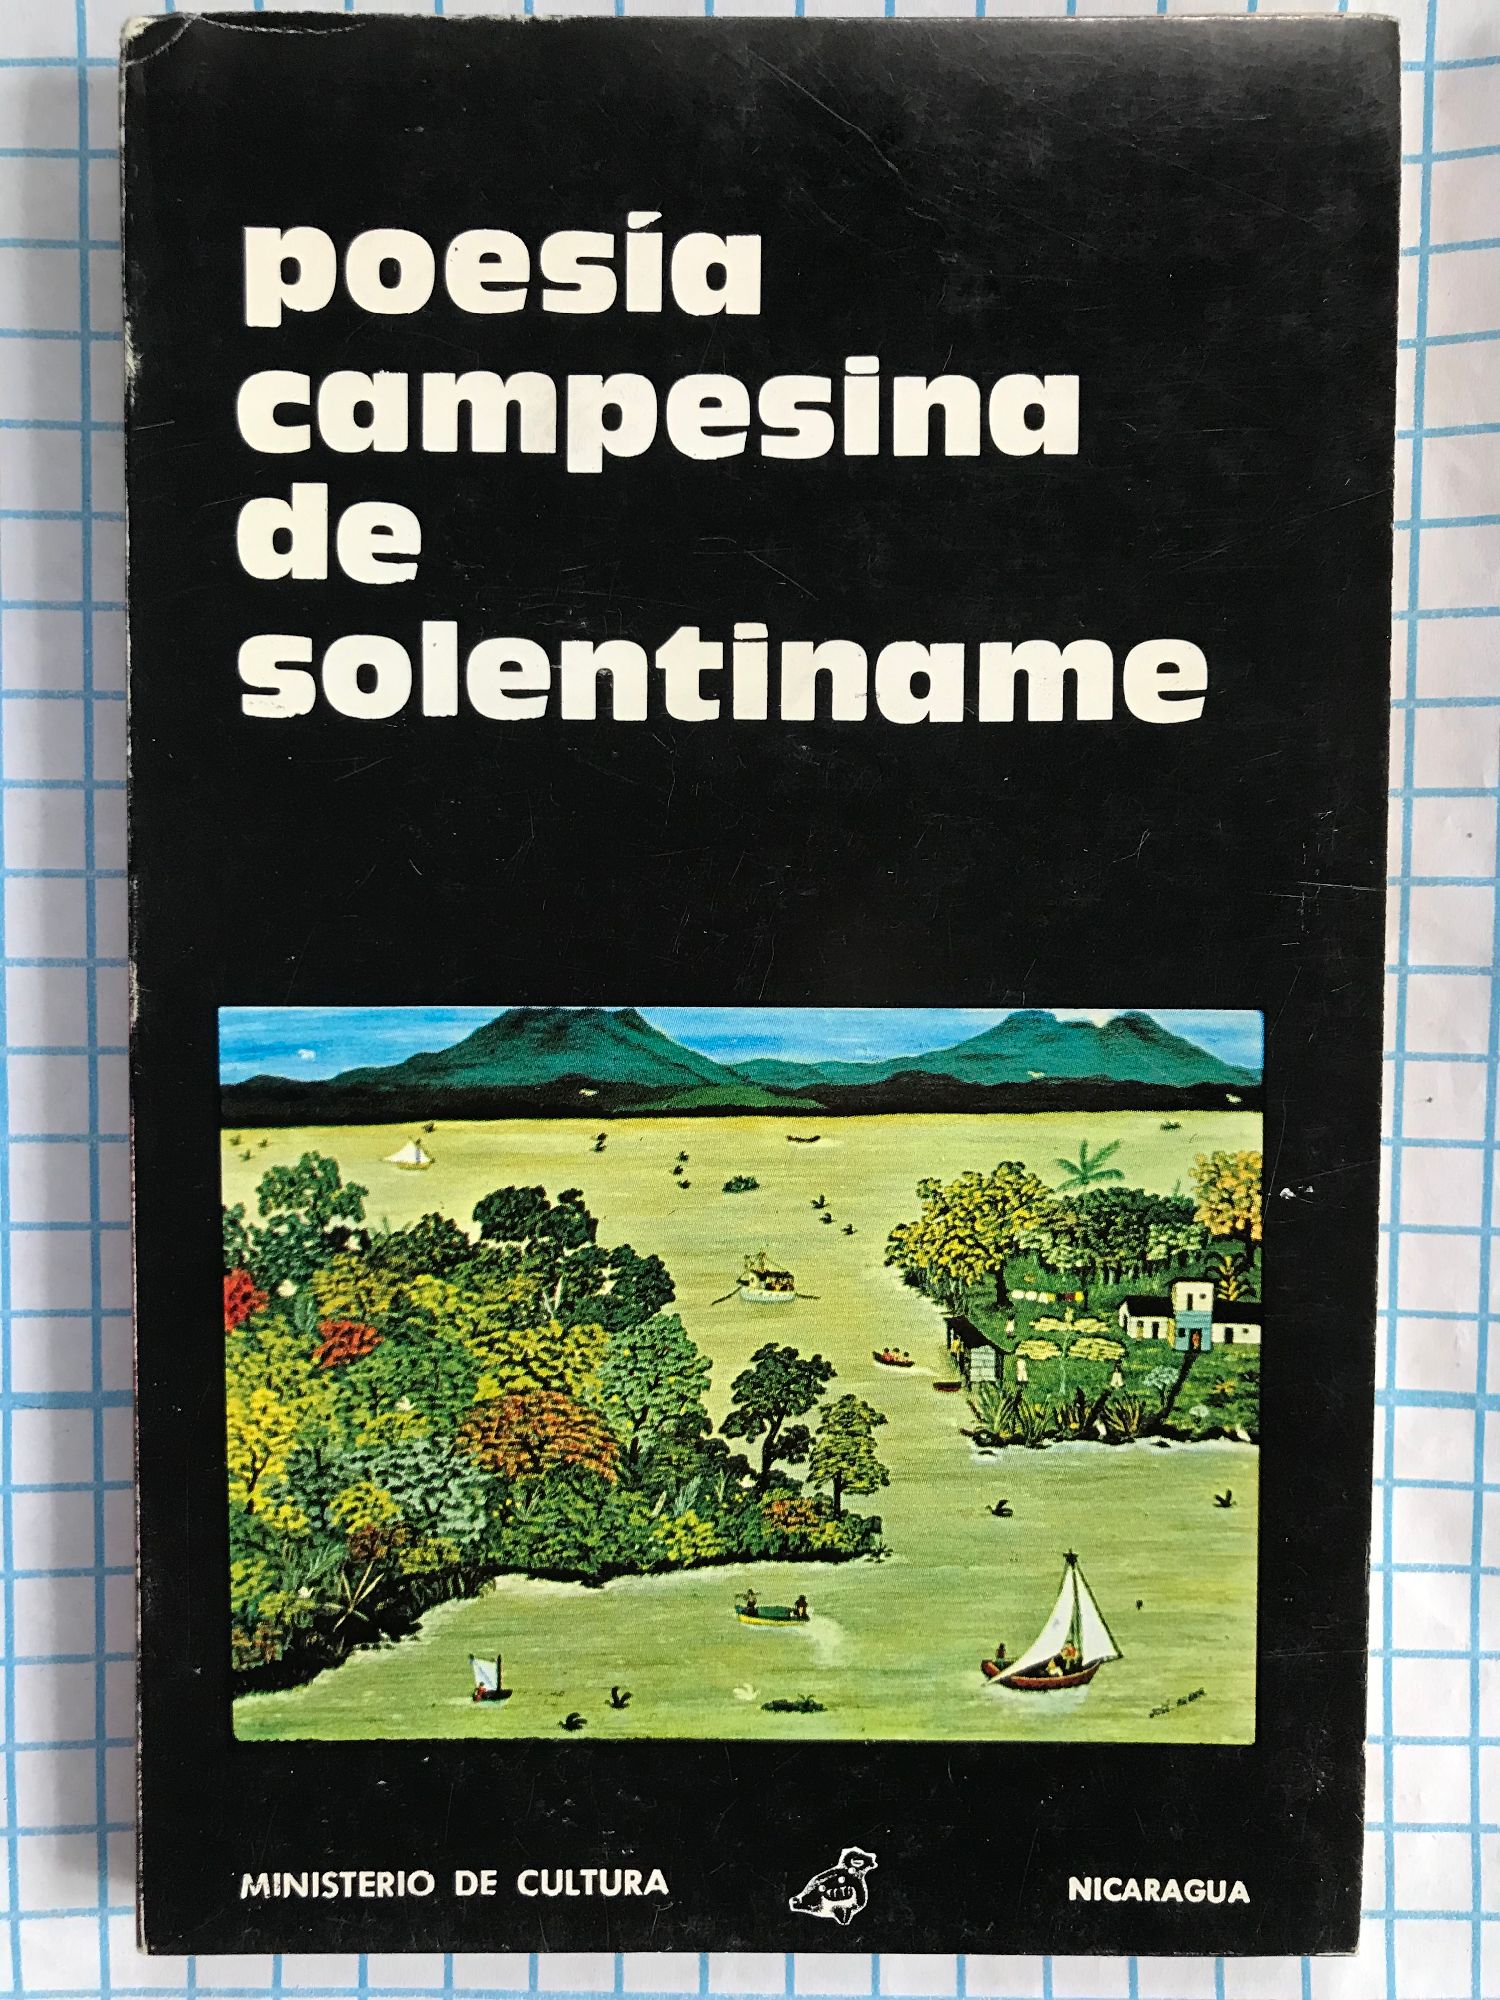 poesía
campesina
de
solentiname
MINISTERIO DE CULTURA
NICARAGUA